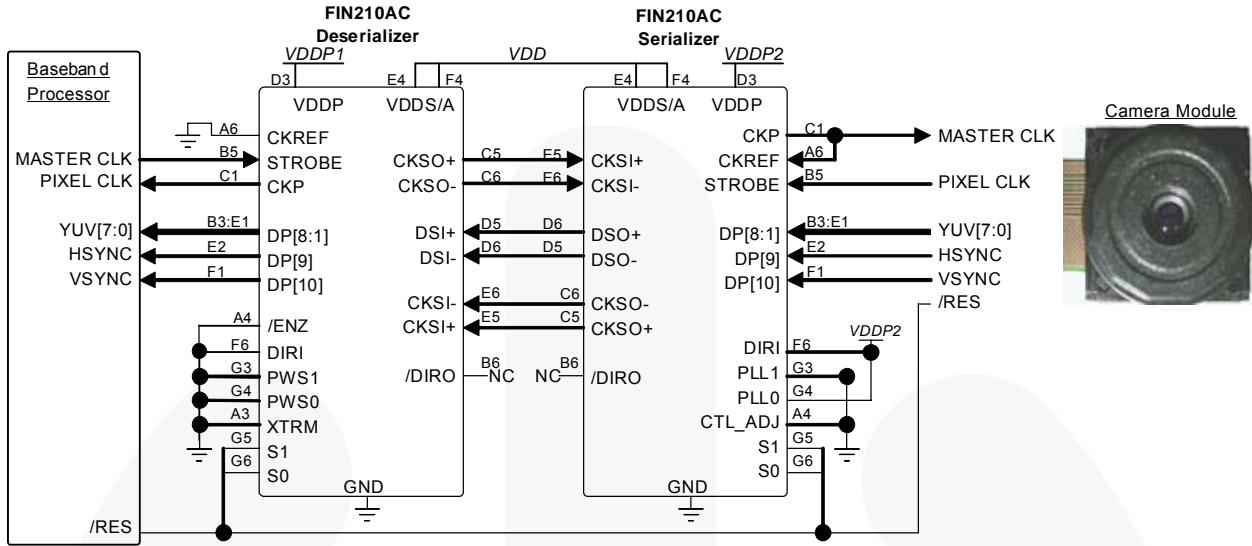 FIN210AC
Deserializer
FIN210AC
Serializer
VDDP1
VDD
VDDP2
Baseband
Processor
D3
E4
F4
E4
F4
D3
VDDP
VDDS/A
VDDS/A
VDDP
Camera Module
A6
CKREF
CKP
C1
MASTER CLK
MASTER CLK
B5
STROBE
CKSO+
C5
E5
CKSI+
CKREF
A6
PIXEL CLK
C1
CKP
CKSO-
C6
E6
CKSI-
STROBE
B5
PIXEL CLK
YUV[7:0]
B3:E1
DP[8:1]
DSI+
D5
D6
DSO+
DP[8:1]
B3:E1
YUV[7:0]
HSYNC
E2
DP[9]
DSI-
D6
D5
DSO-
DP[9]
E2
HSYNC
VSYNC
F1
DP[10]
DP[10]
F1
VSYNC
CKSI-
E6
C6
CKSO-
/RES
CKSI+
E5
C5
CKSO+
A4
/ENZ
VDDP2
F6
DIRI
DIRI
F6
G3
PWS1
/DIRO
B6
NC
NC
B6
/DIRO
PLL1
G3
G4
PWS0
PLL0
G4
A3
XTRM
CTL_ADJ
A4
G5
S1
S1
G5
G6
S0
S0
G6
GND
GND
/RES